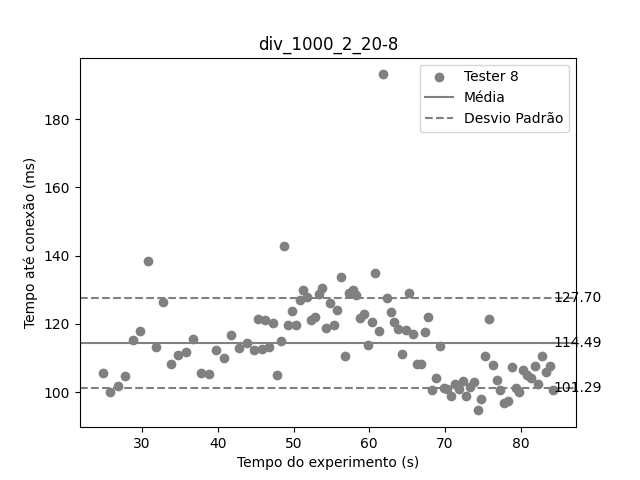 div_1000_2_20-8
Tester 8
Média
Desvio Padrão
Tempo até conexão (ms)
180
160
140
120
100
127.70
114.49
101.29
30 40 50 60 70 80
Tempo do experimento (s)